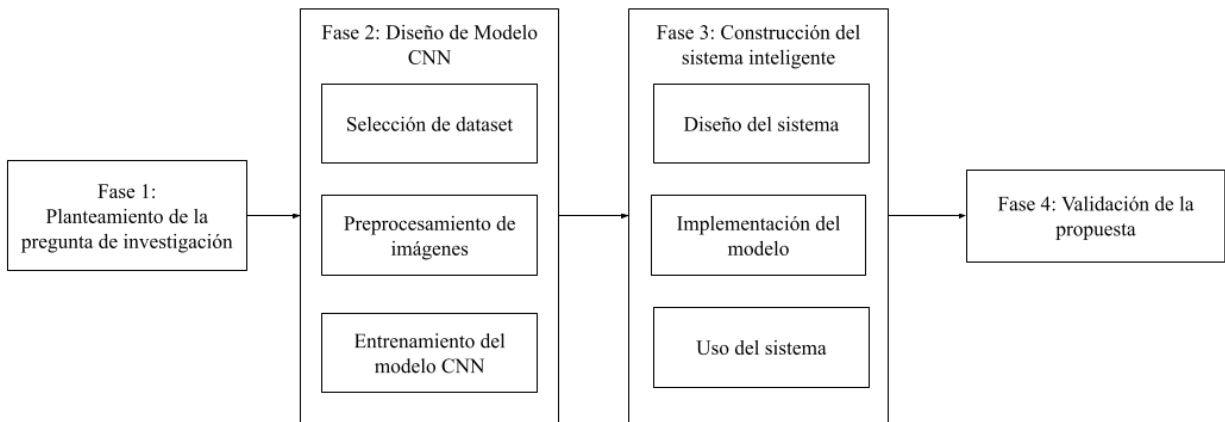 Fase 1:
Planteamiento de la
pregunta de investigación
Fase 2: Diseño de Modelo
CNN
Selección de dataset
Preprocesamiento de
imágenes
Entrenamiento del
modelo CNN
Fase 3: Construcción del
sistema inteligente
Diseño del sistema
Implementación del
modelo
Uso del sistema
Fase 4: Validación de la
propuesta